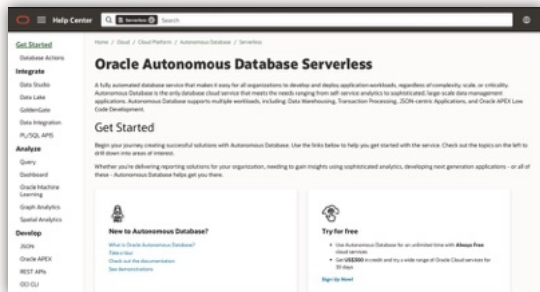 Help Center
Serverless
Search
Home / Cloud / Cloud Platform / Autonomous Database / Serverless
Get Started
Database Actions
Integrate
Data Studio
Data Lake
GoldenGate
Data Integration
PL/SQL APIS
Analyze
Query
Dashboard
Oracle Machine
Learning
Graph Analytics
Spatial Analytics
Develop
JSON
Oracle APEX
REST APIs
OCI CLI
Oracle Autonomous Database Serverless
A fully automated database service that makes it easy for all organizations to develop and deploy application workloads, regardless of complexity, scale, or criticality.
Autonomous Database is the only database cloud service that meets the needs ranging from self-service analytics to sophisticated, large-scale data management
applications. Autonomous Database supports multiple workloads, including: Data Warehousing, Transaction Processing, JSON-centric Applications, and Oracle APEX Low
Code Development.
Get Started
Begin your journey creating successful solutions with Autonomous Database. Use the links below to help you get started with the service. Check out the topics on the left to
drill down into areas of interest.
Whether you're delivering reporting solutions for your organization, needing to gain insights using sophisticated analytics, developing next generation applications - or all of
these - Autonomous Database helps get you there.
New to Autonomous Database?
What is Oracle Autonomous Database?
Take a tour
Check out the documentation
See demonstrations
Try for free
Use Autonomous Database for an unlimited time with Always Free
cloud services
Get US$300 in credit and try a wide range of Oracle Cloud services for
30 days
Sign Up Now!